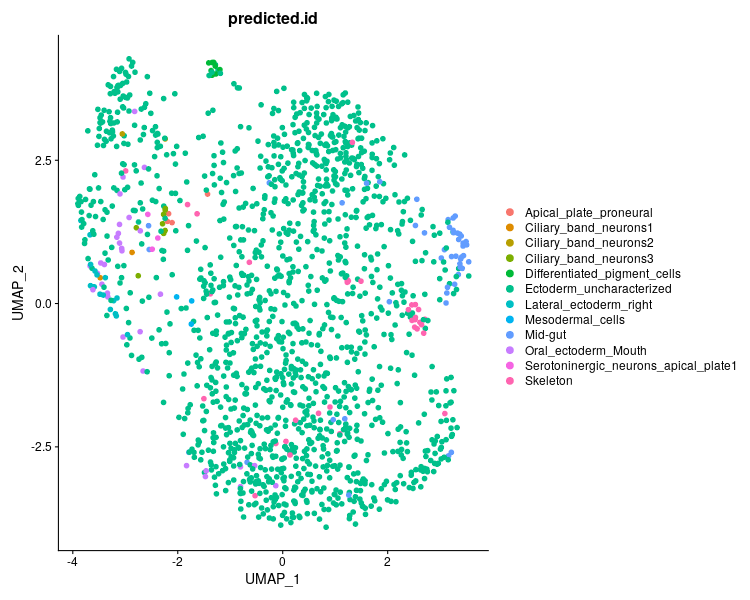 predicted.id
2.5
0.0
-2.5
UMAP_2
-4
-2
0
2
UMAP_1
Apical_plate_proneural
Ciliary_band_neurons1
Ciliary_band_neurons2
Ciliary_band_neurons3
Differentiated_pigment_cells
Ectoderm_uncharacterized
Lateral_ectoderm_right
Mesodermal_cells
Mid-gut
Oral_ectoderm_Mouth
Serotoninergic_neurons_apical_plate1
Skeleton